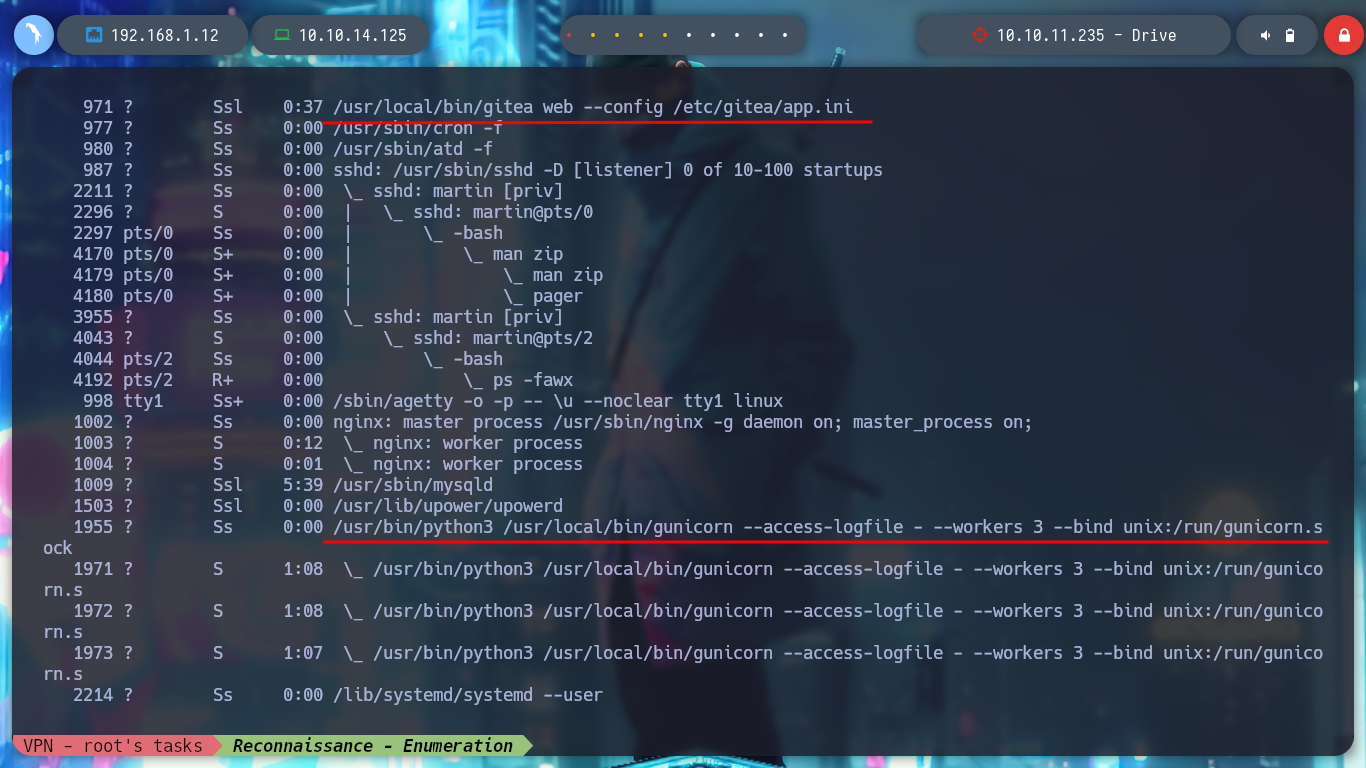 192.168.1.12
10.10.14.125
10.10.11.235 - Drive
971 ?        Ssl    0:37 /usr/local/bin/gitea web --config /etc/gitea/app.ini
977 ?        Ss     0:00 /usr/sbin/cron -f
980 ?        Ss     0:00 /usr/sbin/atd -f
987 ?        Ss     0:00 sshd: /usr/sbin/sshd -D [listener] 0 of 10-100 startups
2211 ?        Ss     0:00  \_ sshd: martin [priv]
2296 ?        S      0:00  |   \_ sshd: martin@pts/0
2297 pts/0    Ss     0:00  |       \_ -bash
4170 pts/0    S+     0:00  |           \_ man zip
4179 pts/0    S+     0:00  |               \_ man zip
4180 pts/0    S+     0:00  |               \_ pager
3955 ?        Ss     0:00  \_ sshd: martin [priv]
4043 ?        S      0:00      \_ sshd: martin@pts/2
4044 pts/2    Ss     0:00          \_ -bash
4192 pts/2    R+     0:00              \_ ps -fawx
998 tty1     Ss+    0:00 /sbin/agetty -o -p -- \u --noclear tty1 linux
1002 ?        Ss     0:00 nginx: master process /usr/sbin/nginx -g daemon on; master_process on;
1003 ?        S      0:12  \_ nginx: worker process
1004 ?        S      0:01  \_ nginx: worker process
1009 ?        Ssl    5:39 /usr/sbin/mysqld
1503 ?        Ssl    0:00 /usr/lib/upower/upowerd
1955 ?        Ss     0:00 /usr/bin/python3 /usr/local/bin/gunicorn --access-logfile - --workers 3 --bind unix:/run/gunicorn.s
ock
1971 ?        S      1:08  \_ /usr/bin/python3 /usr/local/bin/gunicorn --access-logfile - --workers 3 --bind unix:/run/gunico
rn.s
1972 ?        S      1:08  \_ /usr/bin/python3 /usr/local/bin/gunicorn --access-logfile - --workers 3 --bind unix:/run/gunico
rn.s
1973 ?        S      1:07  \_ /usr/bin/python3 /usr/local/bin/gunicorn --access-logfile - --workers 3 --bind unix:/run/gunico
rn.s
2214 ?        Ss     0:00 /lib/systemd/systemd --user
VPN - root's tasks
Reconnaissance - Enumeration